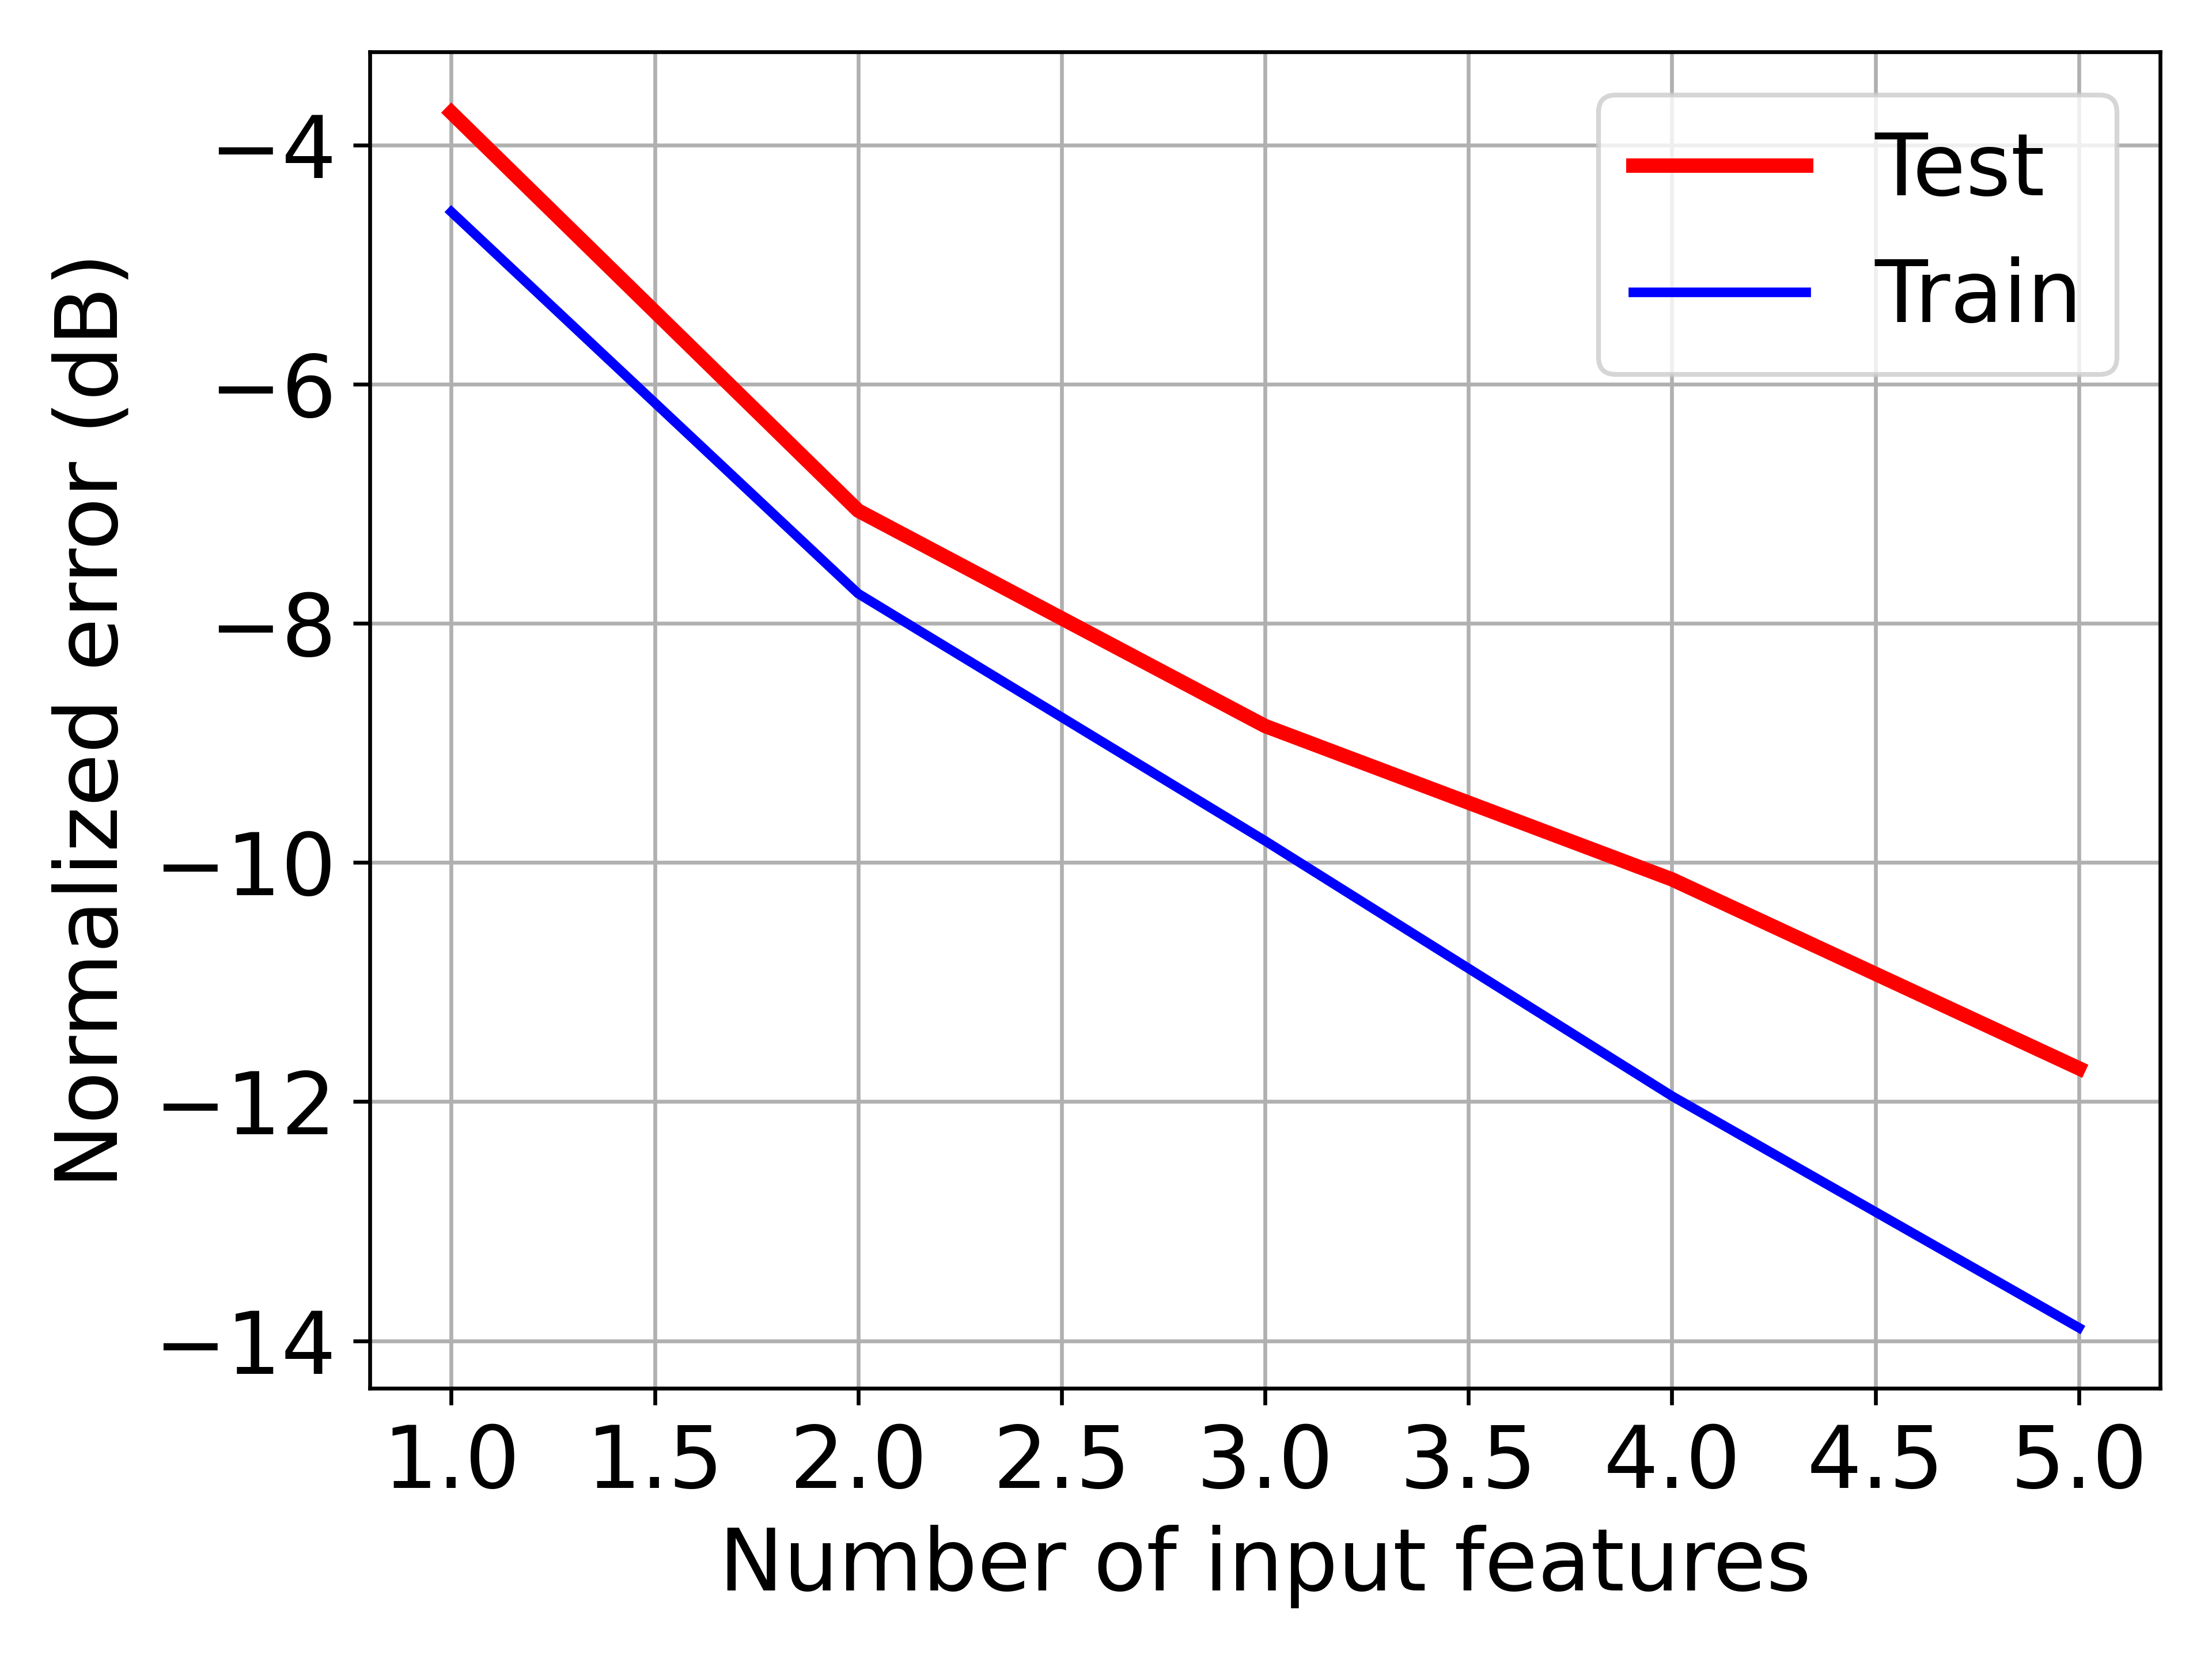 Normalized error (dB)
−4
−6
−8
−10
−12
−14
Test
Train
1.0 1.5 2.0 2.5 3.0 3.5 4.0 4.5 5.0
Number of input features